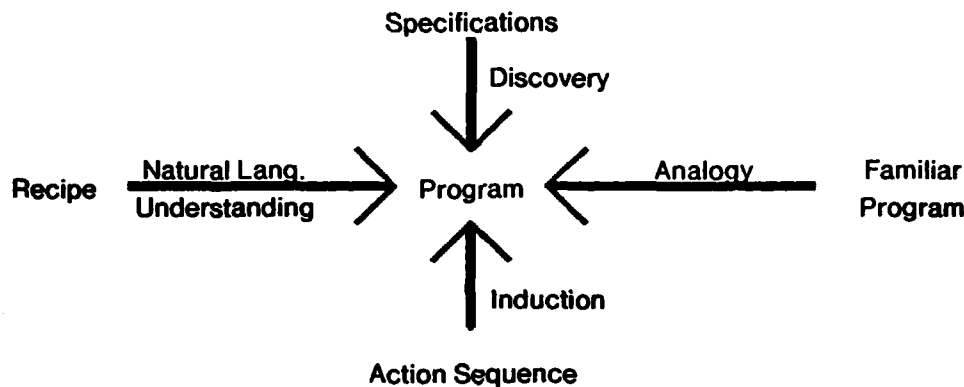 Specifications
Discovery
Natural Lang.
Analogy
Familiar
Recipe
Program
Understanding
Program
Induction
Action Sequence